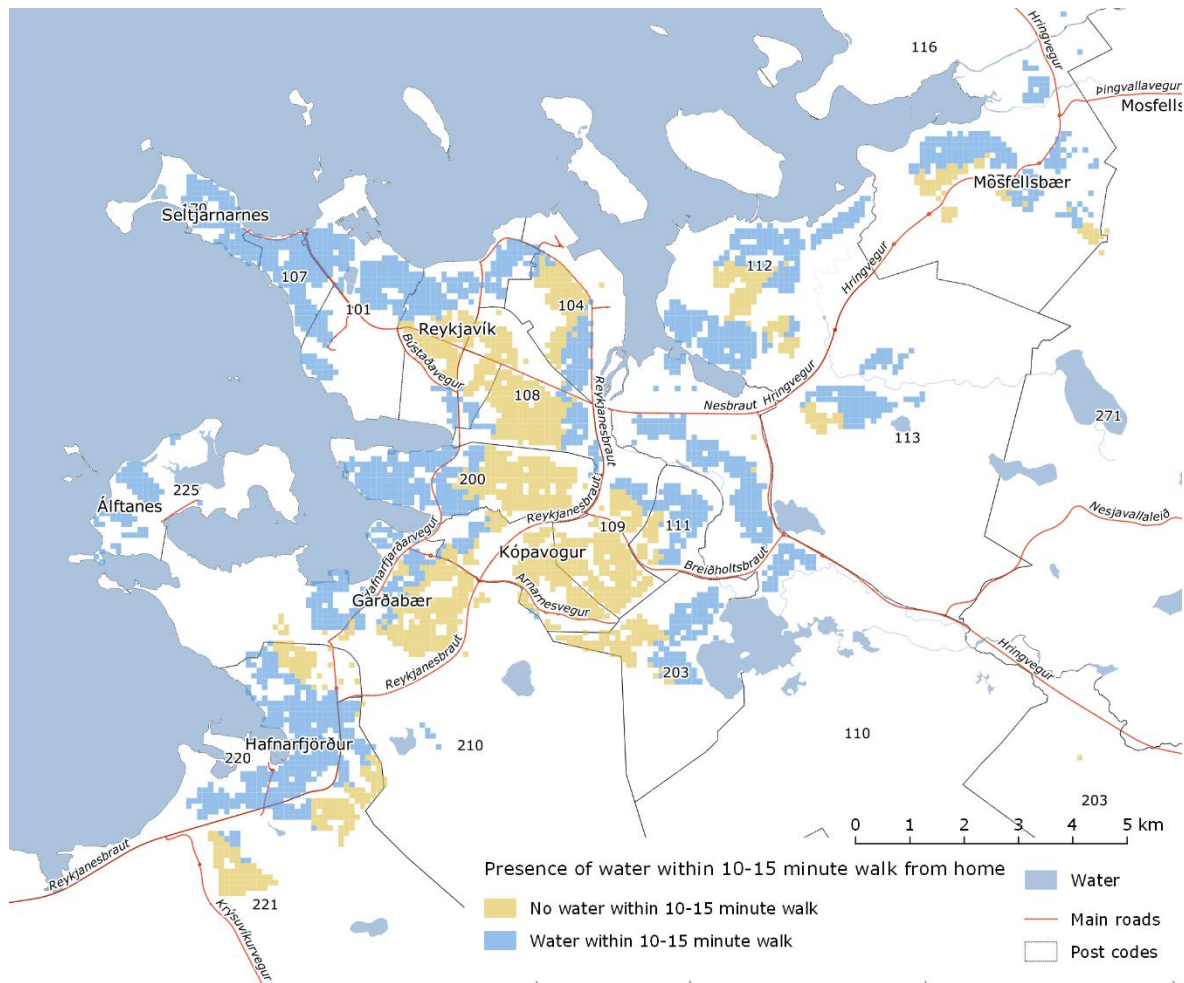 116
Hringvegur
Þingvallavegur
Mosfells
Mosfellsbær
170
Seltjarnarnes
112
107
101
104
Hringvegur
Reykjavík
Bústaðavegur
108
Reykjanesbraut
Nesbraut
Hringvegur
113
271
200
225
Álftanes
Reykjanesbraut
109
111
Nesjavallaleið
Kópavogur
Breiðholtsbraut
Hafnarfjarðarvegur
Arnarnesvegur
Garðabær
Reykjanesbraut
203
Hringvegur
Hafnarfjörður
220
210
110
203
0 1 2 3 4 5 km
Reykjanesbraut
221
Krýsuvíkurvegur
Presence of water within 10-15 minute walk from home
No water within 10-15 minute walk
Water within 10-15 minute walk
Water
Main roads
Post codes